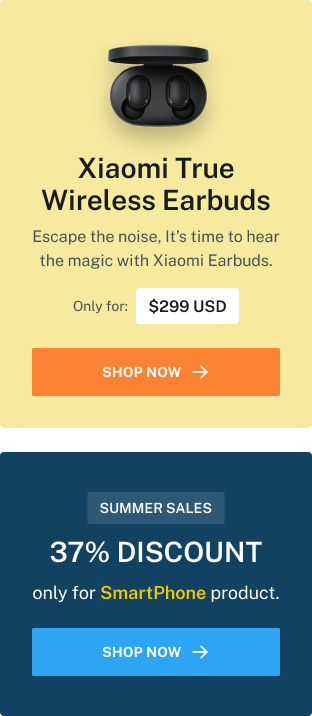 Xiaomi True
Wireless Earbuds
Escape the noise, It’s time to hear
the magic with Xiaomi Earbuds.
Only for: $299 USD
SHOP NOW →
SUMMER SALES
37% DISCOUNT
only for SmartPhone product.
SHOP NOW →